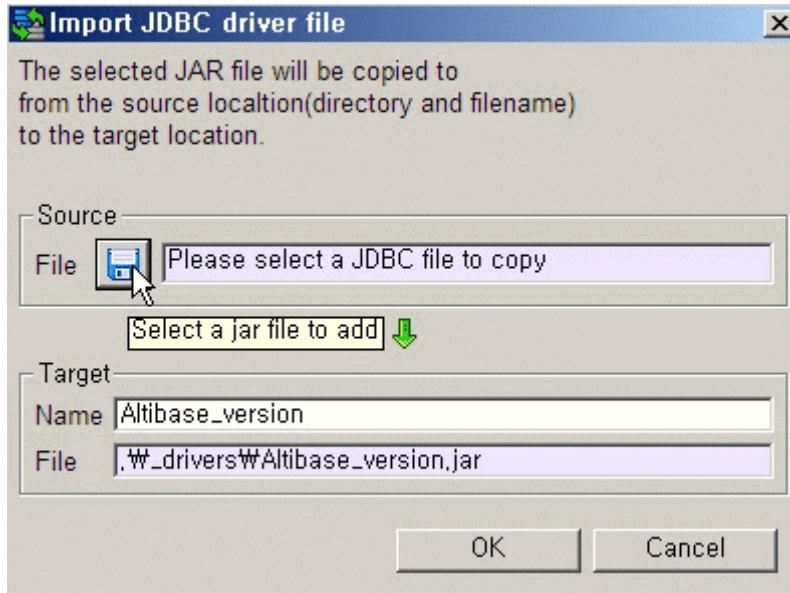 Import JDBC driver file
The selected JAR file will be copied to
from the source localtion(directory and filename)
to the target location.
Source
File Please select a JDBC file to copy
Select a jar file to add
Target
Name Altibase_version
File .₩_drivers₩Altibase_version.jar
OK Cancel